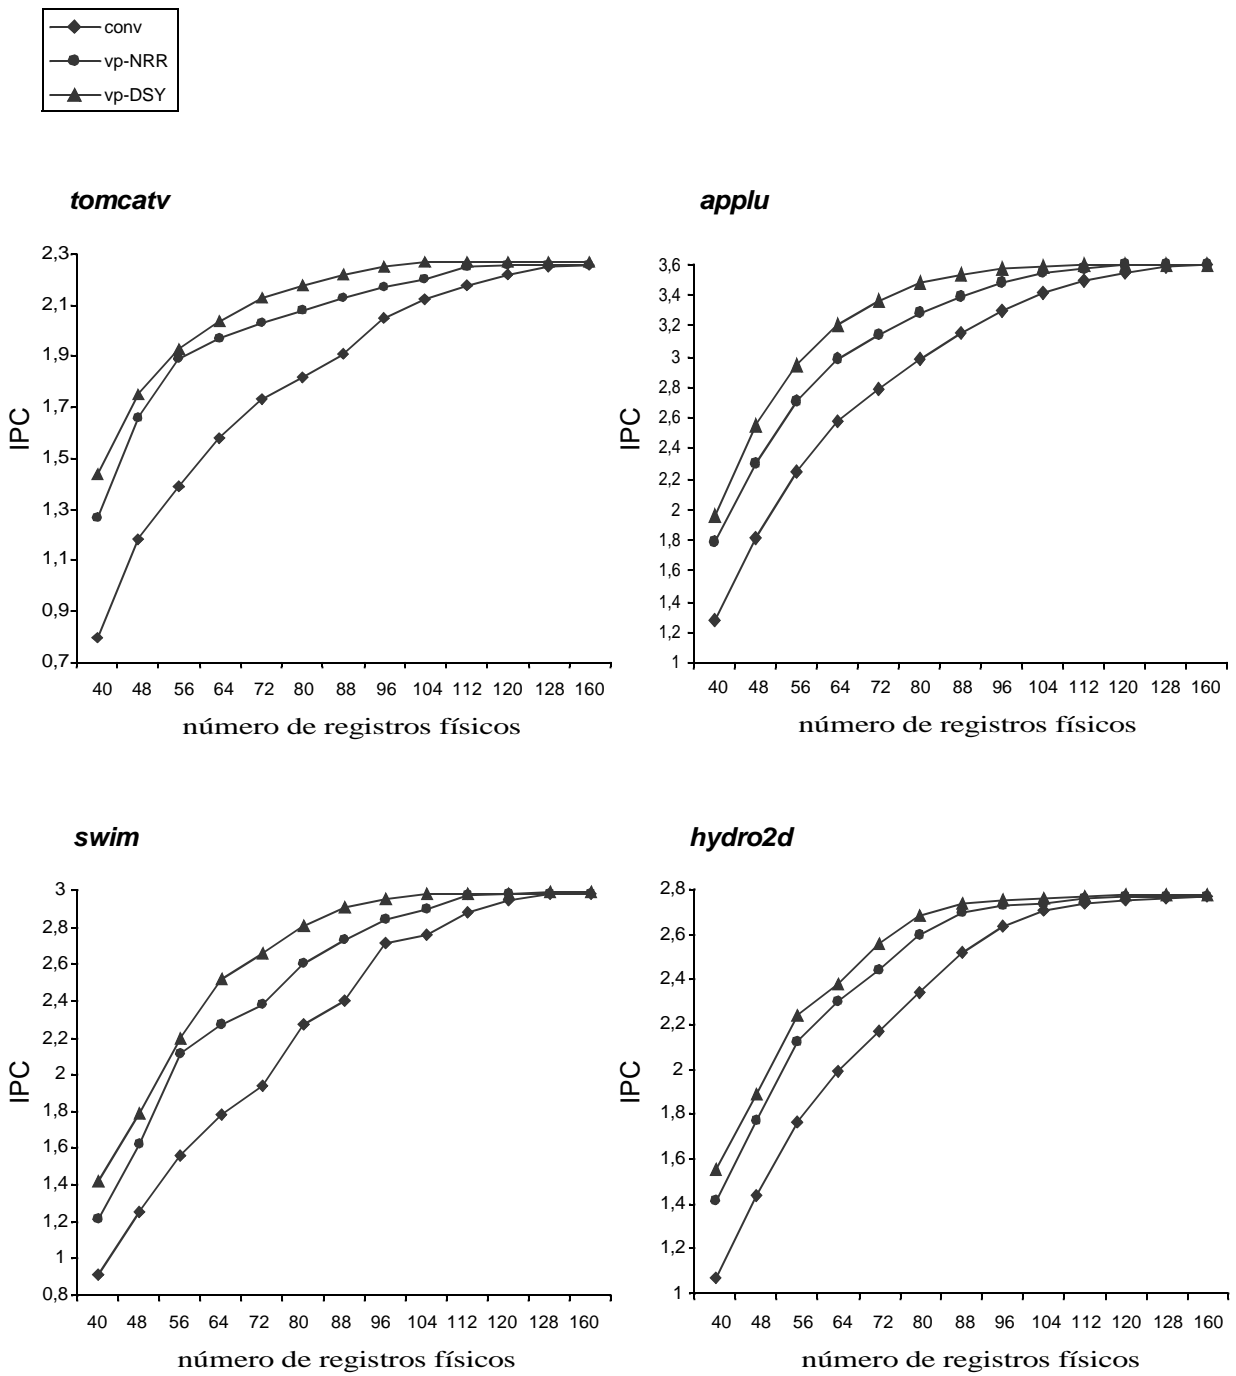 conv
vp-NRR
vp-DSY
tomcatv
2,3
2,1
1,9
1,7
1,5
1,3
1,1
0,9
0,7
IPC
40 48 56 64 72 80 88 96 104 112 120 128 160
número de registros físicos
applu
3,6
3,4
3,2
3
2,8
2,6
2,4
2,2
2
1,8
1,6
1,4
1,2
1
IPC
40 48 56 64 72 80 88 96 104 112 120 128 160
número de registros físicos
swim
3
2,8
2,6
2,4
2,2
2
1,8
1,6
1,4
1,2
1
0,8
IPC
40 48 56 64 72 80 88 96 104 112 120 128 160
número de registros físicos
hydro2d
2,8
2,6
2,4
2,2
2
1,8
1,6
1,4
1,2
1
IPC
40 48 56 64 72 80 88 96 104 112 120 128 160
número de registros físicos